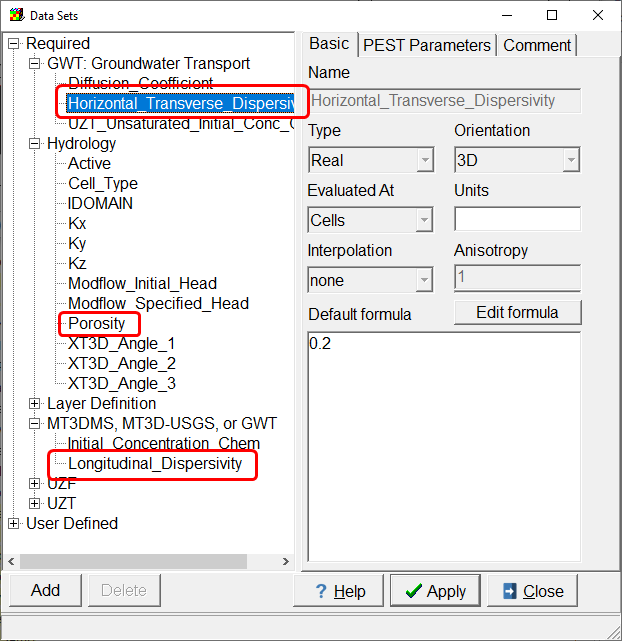 Data Sets
Required
GWT: Groundwater Transport
Diffusion_Coefficient
Horizontal_Transverse_Dispersiv
UZT_Unsaturated_Initial_Conc_C
Hydrology
Active
Cell_Type
IDOMAIN
Kx
Ky
Kz
Modflow_Initial_Head
Modflow_Specified_Head
Porosity
XT3D_Angle_1
XT3D_Angle_2
XT3D_Angle_3
Layer Definition
MT3DMS, MT3D-USGS, or GWT
Initial_Concentration_Chem
Longitudinal_Dispersivity
UZF
UZT
User Defined
Basic PEST Parameters Comment
Name
Horizontal_Transverse_Dispersivity
Type Orientation
Real 3D
Evaluated At Units
Cells
Interpolation Anisotropy
none 1
Default formula Edit formula
0.2
Add Delete ? Help Apply Close